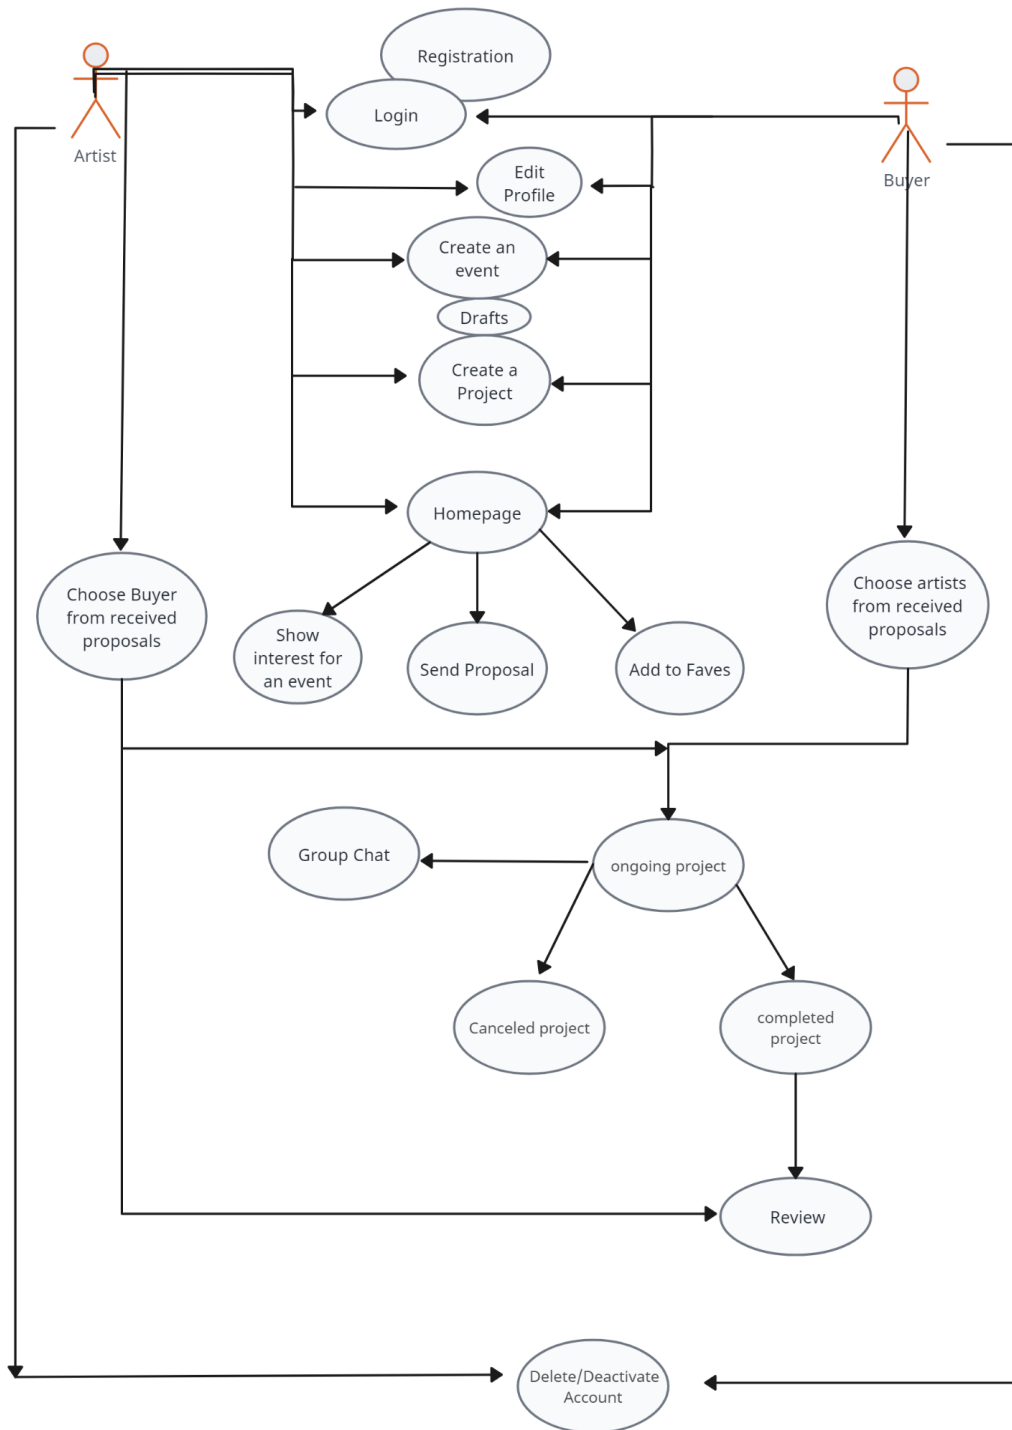 Registration
Login
Artist
Edit
Profile
Buyer
Create an
event
Drafts
Create a
Project
Homepage
Choose Buyer
from received
proposals
Choose artists
from received
proposals
Show
interest for
an event
Send Proposal
Add to Faves
Group Chat
ongoing project
Canceled project
completed
project
Review
Delete/Deactivate
Account